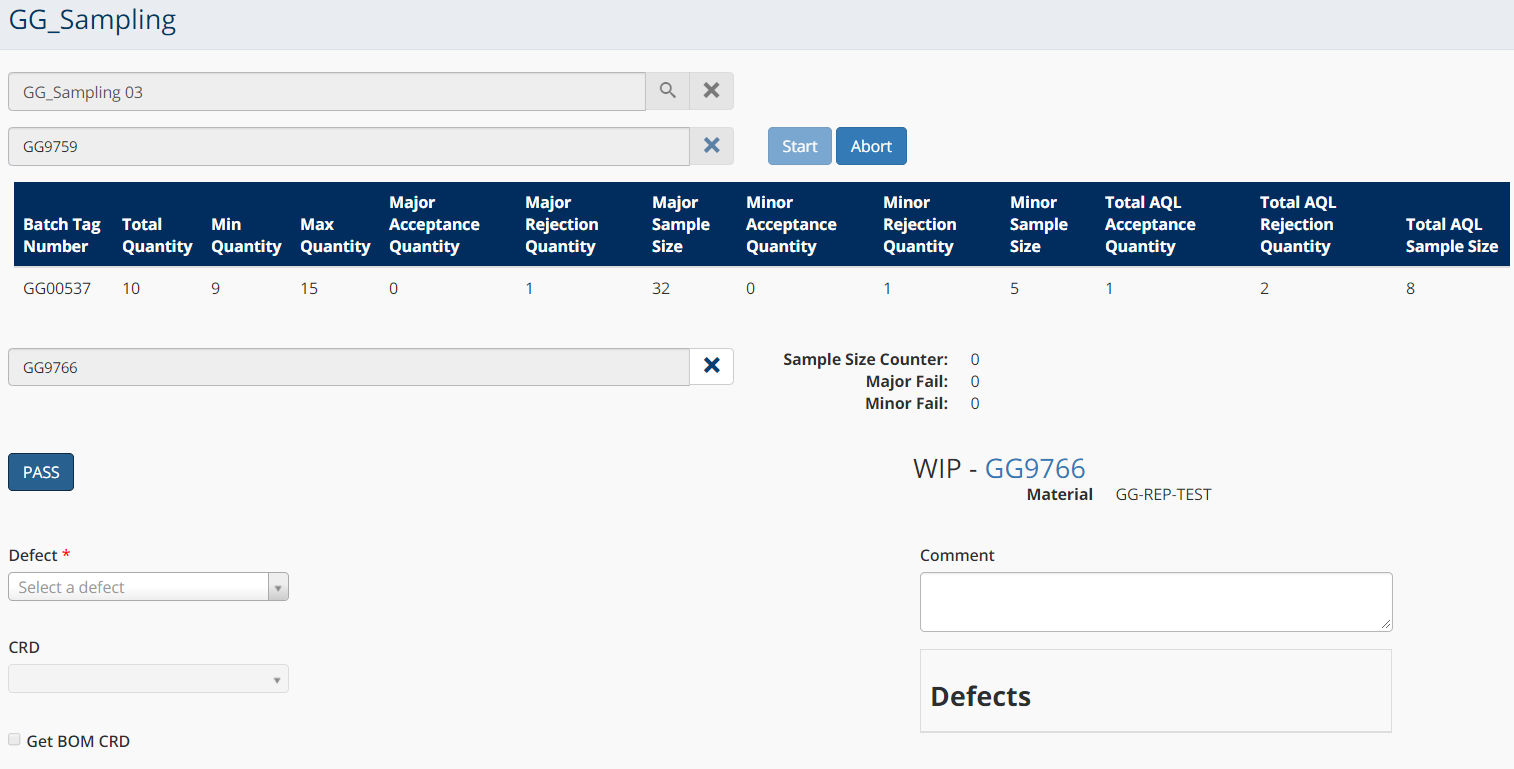 GG_Sampling
GG_Sampling 03
GG9759
Start
Abort
Batch Tag Number
Total Quantity
Min Quantity
Max Quantity
Major Acceptance Quantity
Major Rejection Quantity
Major Sample Size
Minor Acceptance Quantity
Minor Rejection Quantity
Minor Sample Size
Total AQL Acceptance Quantity
Total AQL Rejection Quantity
Total AQL Sample Size
GG00537 10 9 15 0 1 32 0 1 5 1 2 8
GG9766
Sample Size Counter: 0
Major Fail: 0
Minor Fail: 0
PASS
WIP - GG9766
Material GG-REP-TEST
Defect *
Select a defect
Comment
CRD
Defects
Get BOM CRD